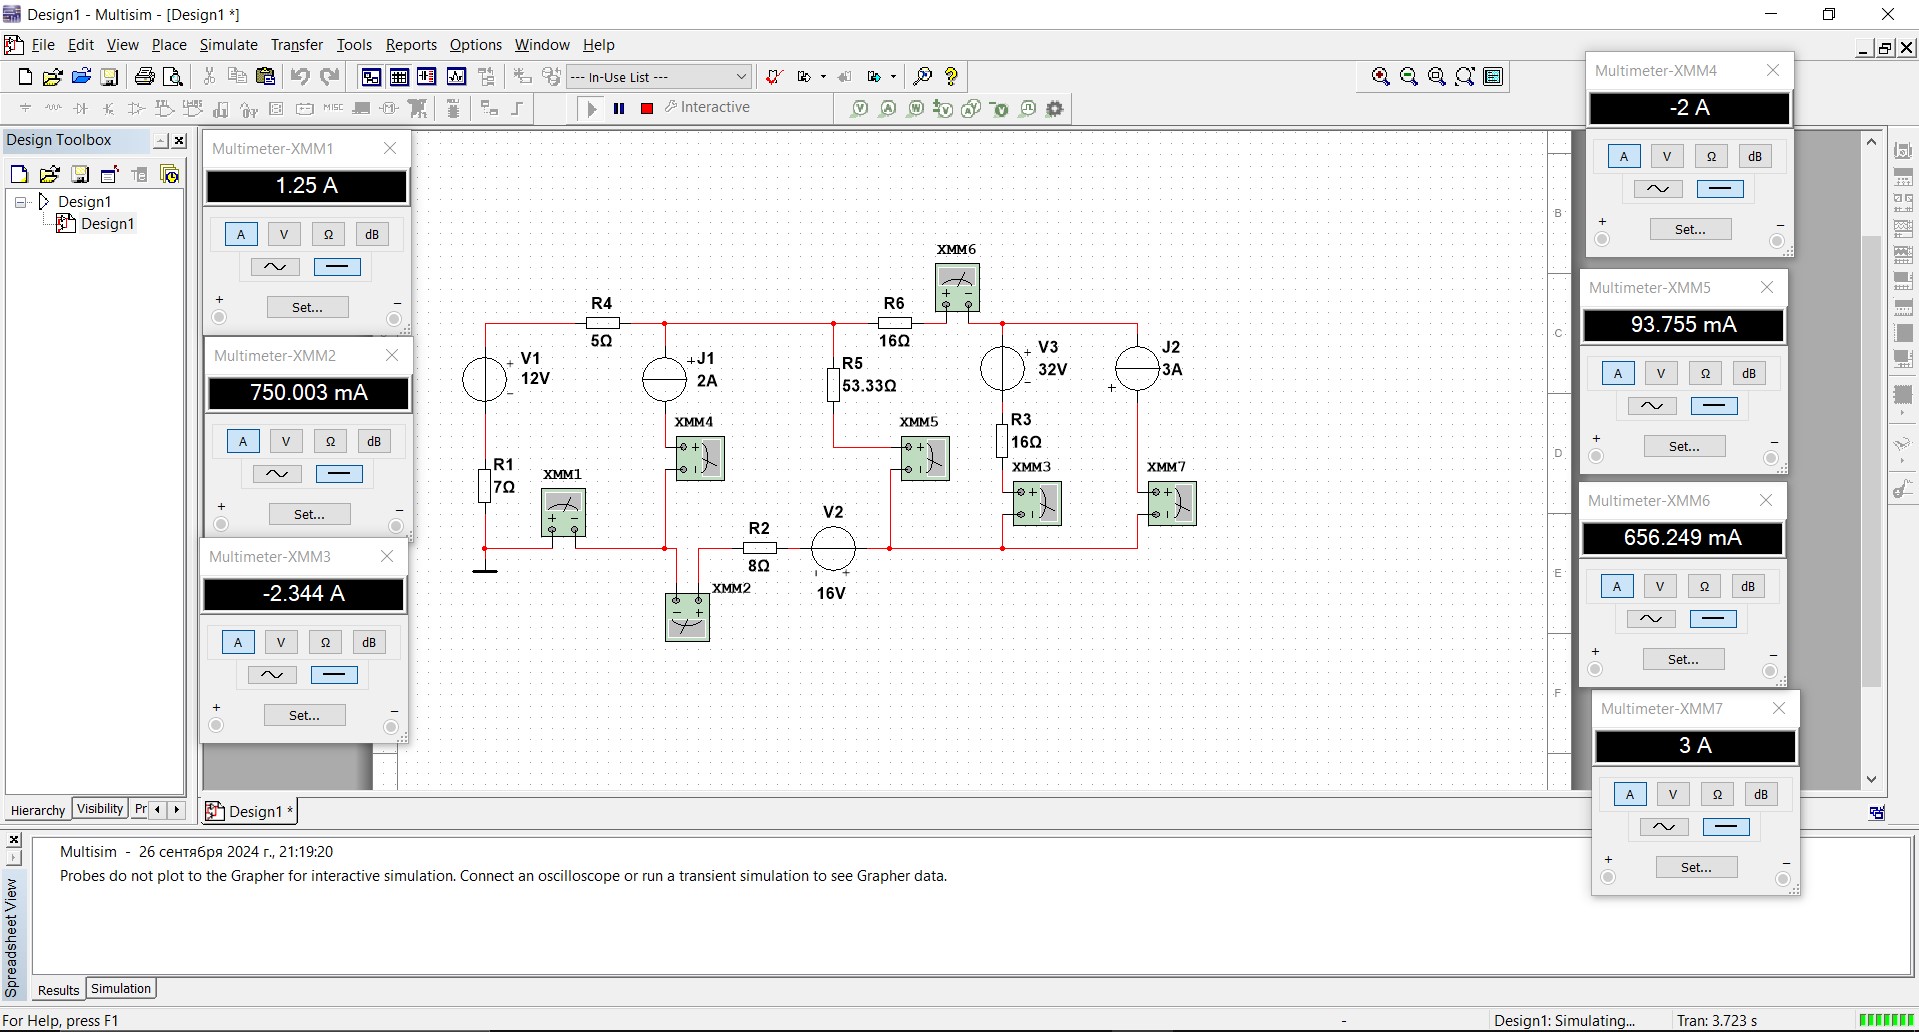 Design1 - Multisim - [Design1 *]
File Edit View Place Simulate Transfer Tools Reports Options Window Help
--- In-Use List ---
Interactive
MISC
Design Toolbox
Design1
Design1
Hierarchy Visibility Pr
Multimeter-XMM1
1.25 A
A V Ω dB
+ Set... −
Multimeter-XMM2
750.003 mA
A V Ω dB
+ Set... −
Multimeter-XMM3
-2.344 A
A V Ω dB
+ Set... −
XMM6
R4
5Ω
R6
16Ω
V1
12V
J1
2A
R5
53.33Ω
V3
32V
J2
3A
XMM4
XMM5
R3
16Ω
R1
7Ω
XMM1
XMM3
XMM7
R2
8Ω
V2
16V
XMM2
B
C
D
E
F
Multimeter-XMM4
-2 A
A V Ω dB
+ Set... −
Multimeter-XMM5
93.755 mA
A V Ω dB
+ Set... −
Multimeter-XMM6
656.249 mA
A V Ω dB
+ Set... −
Multimeter-XMM7
3 A
A V Ω dB
+ Set... −
Design1 *
Spreadsheet View
Multisim - 26 сентября 2024 г., 21:19:20
Probes do not plot to the Grapher for interactive simulation. Connect an oscilloscope or run a transient simulation to see Grapher data.
Results Simulation
For Help, press F1
- Design1: Simulating... Tran: 3.723 s